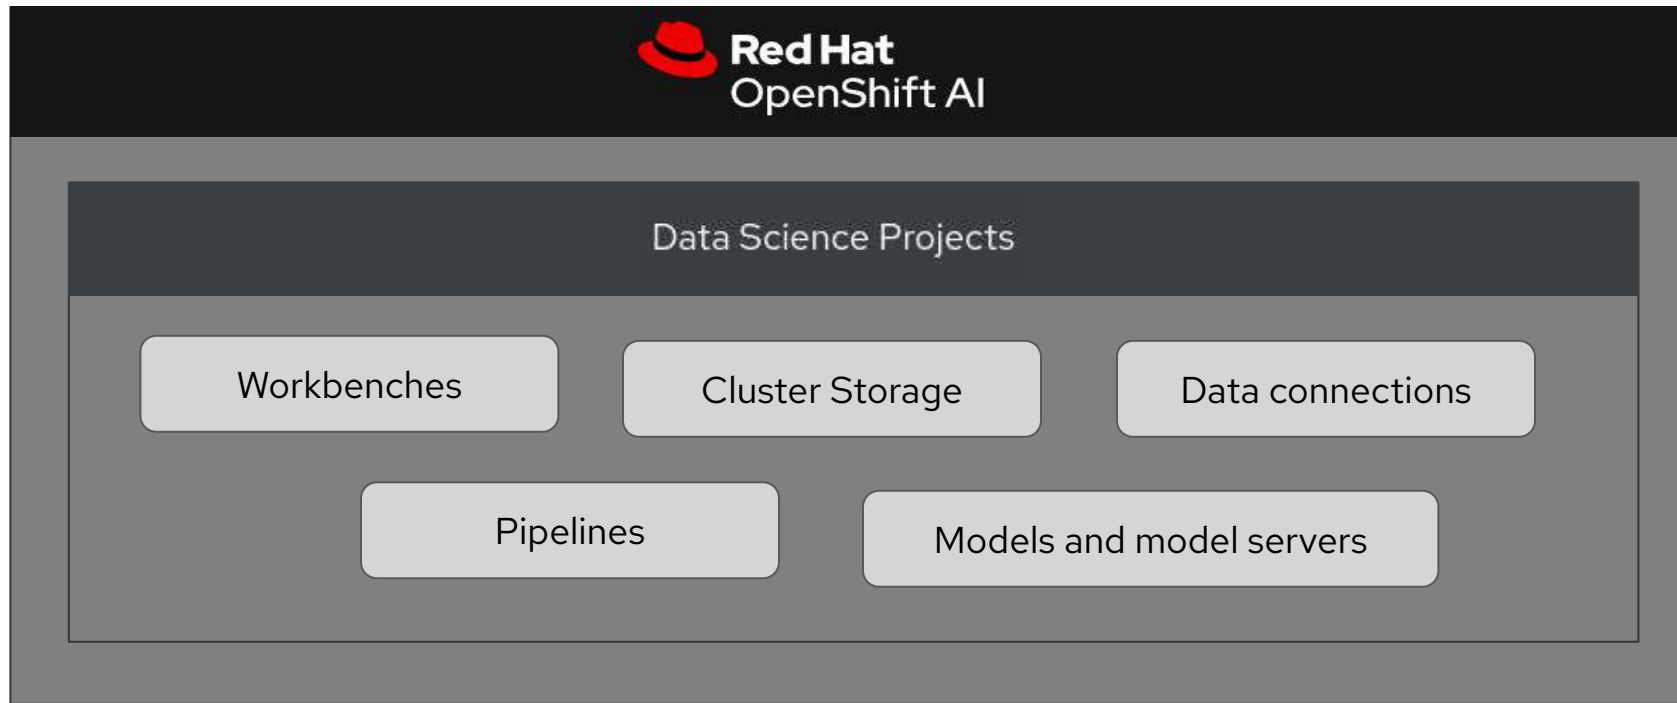 Red Hat
OpenShift AI
Data Science Projects
Workbenches
Cluster Storage
Data connections
Pipelines
Models and model servers